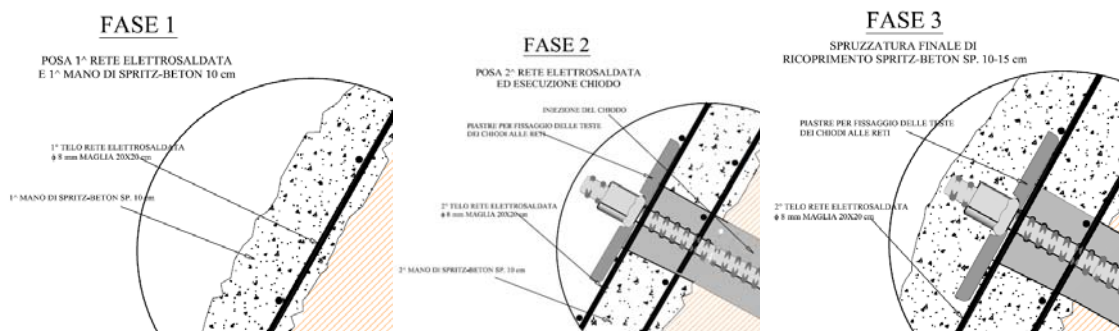 FASE 1
POSA 1^ RETE ELETTROSALDATA
E 1^ MANO DI SPRITZ-BETON 10 cm
1° TELO RETE ELETTROSALDATA
ϕ 8 mm MAGLIA 20X20 cm
1^ MANO DI SPRITZ-BETON SP. 10 cm
FASE 2
POSA 2^ RETE ELETTROSALDATA
ED ESECUZIONE CHIODO
INIEZIONE DEL CHIODO
PIASTRE PER FISSAGGIO DELLE TESTE
DEI CHIODI ALLE RETI
2° TELO RETE ELETTROSALDATA
ϕ 8 mm MAGLIA 20X20 cm
2^ MANO DI SPRITZ-BETON SP. 10 cm
FASE 3
SPRUZZATURA FINALE DI
RICOPRIMENTO SPRITZ-BETON SP. 10-15 cm
PIASTRE PER FISSAGGIO DELLE TESTE
DEI CHIODI ALLE RETI
2° TELO RETE ELETTROSALDATA
ϕ 8 mm MAGLIA 20X20 cm